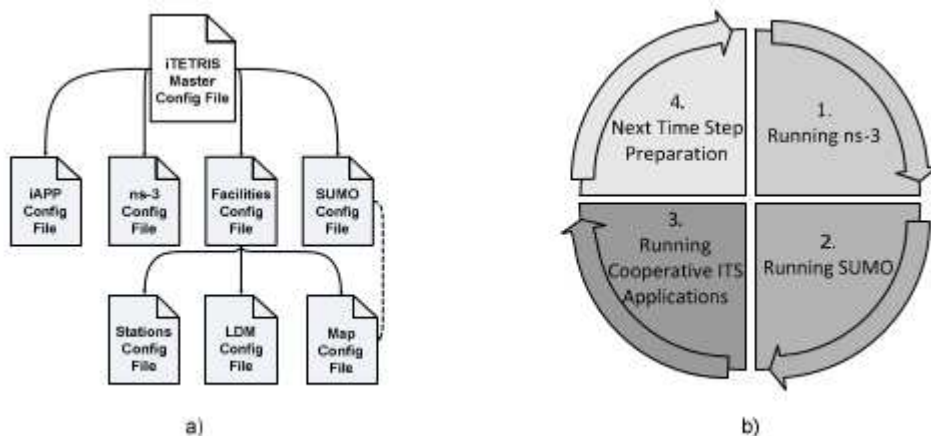 iTETRIS
Master
Config File
iAPP
Config
File
ns-3
Config
File
Facilities
Config
File
SUMO
Config
File
Stations
Config
File
LDM
Config
File
Map
Config
File
a)
4.
Next Time Step
Preparation
1.
Running ns-3
3.
Running
Cooperative ITS
Applications
2.
Running SUMO
b)